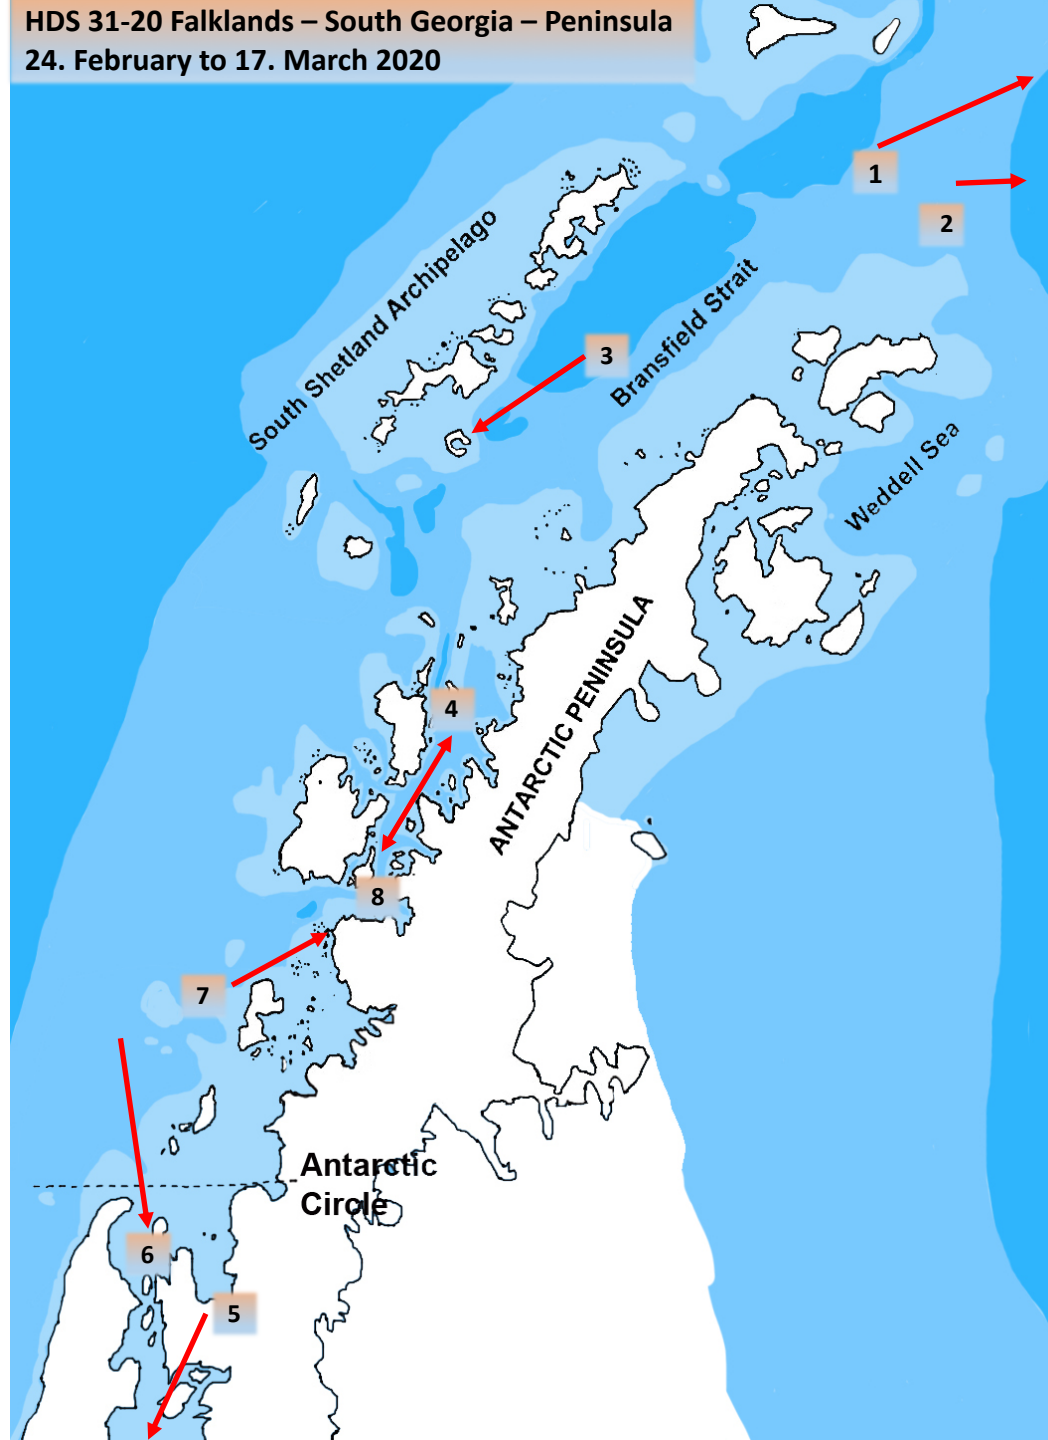 HDS 31-20 Falklands – South Georgia – Peninsula
24. February to 17. March 2020
1
2
South Shetland Archipelago
3
Bransfield Strait
Weddell Sea
ANTARCTIC PENINSULA
4
8
7
Antarctic
Circle
6
5